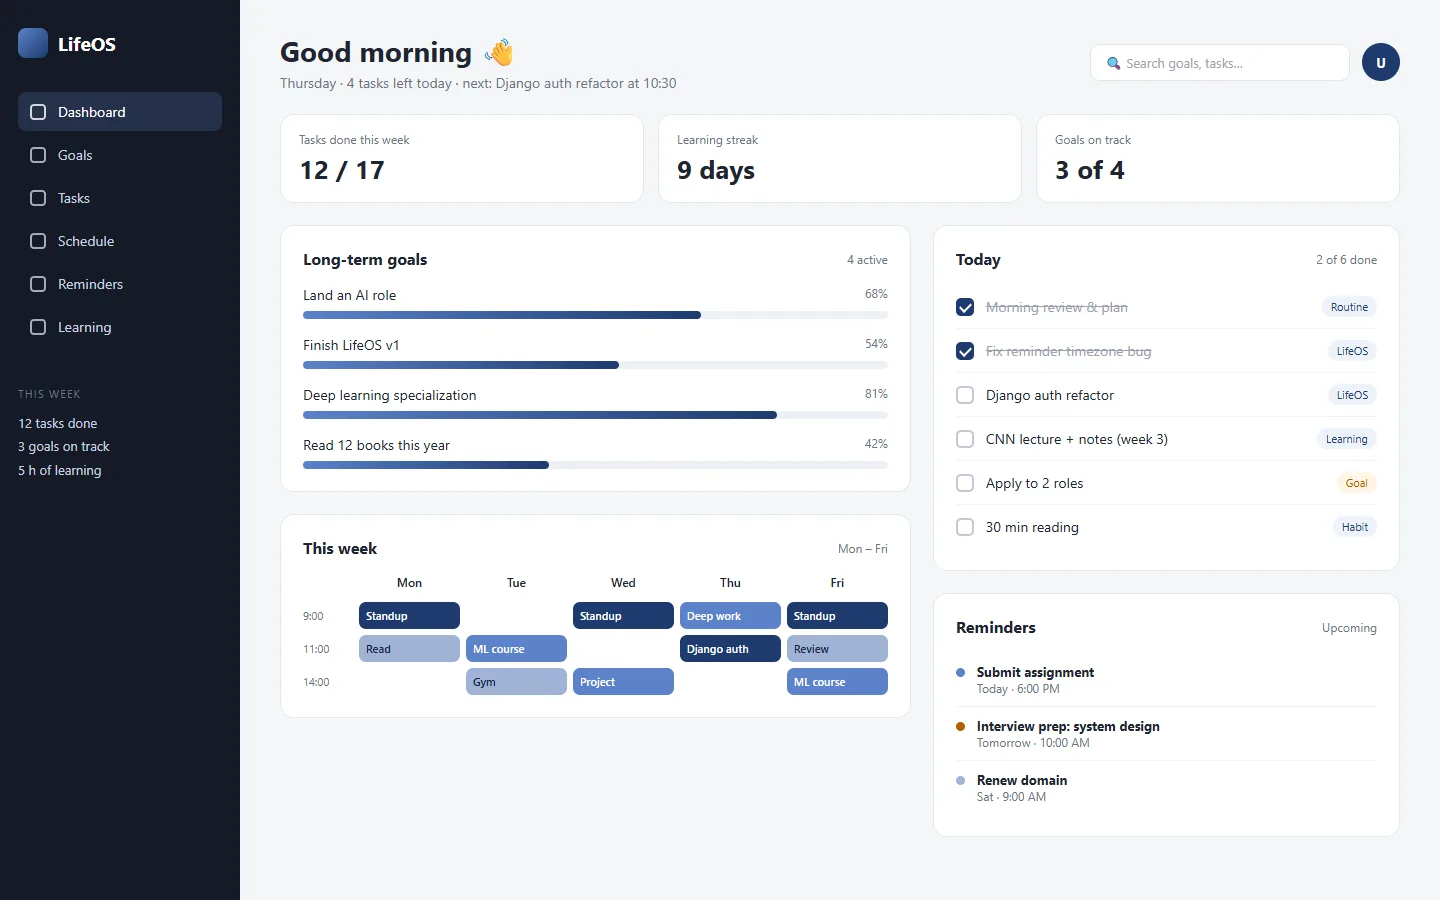 LifeOS
Dashboard
Goals
Tasks
Schedule
Reminders
Learning
THIS WEEK
12 tasks done
3 goals on track
5 h of learning
Good morning 👋
Thursday · 4 tasks left today · next: Django auth refactor at 10:30
🔍 Search goals, tasks...
U
Tasks done this week
12 / 17
Learning streak
9 days
Goals on track
3 of 4
Long-term goals 4 active
Land an AI role 68%
Finish LifeOS v1 54%
Deep learning specialization 81%
Read 12 books this year 42%
This week Mon – Fri
Mon Tue Wed Thu Fri
9:00 Standup Standup Deep work Standup
11:00 Read ML course Django auth Review
14:00 Gym Project ML course
Today 2 of 6 done
Morning review & plan Routine
Fix reminder timezone bug LifeOS
Django auth refactor LifeOS
CNN lecture + notes (week 3) Learning
Apply to 2 roles Goal
30 min reading Habit
Reminders Upcoming
Submit assignment
Today · 6:00 PM
Interview prep: system design
Tomorrow · 10:00 AM
Renew domain
Sat · 9:00 AM